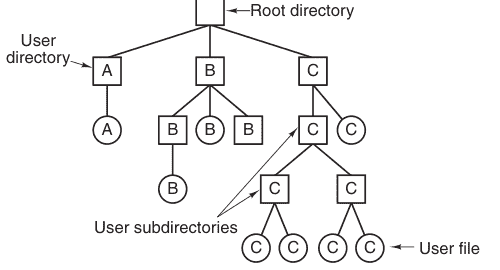 Root directory
User
directory
A B C
A B B B C C
B C C
User subdirectories
C C C C
User file